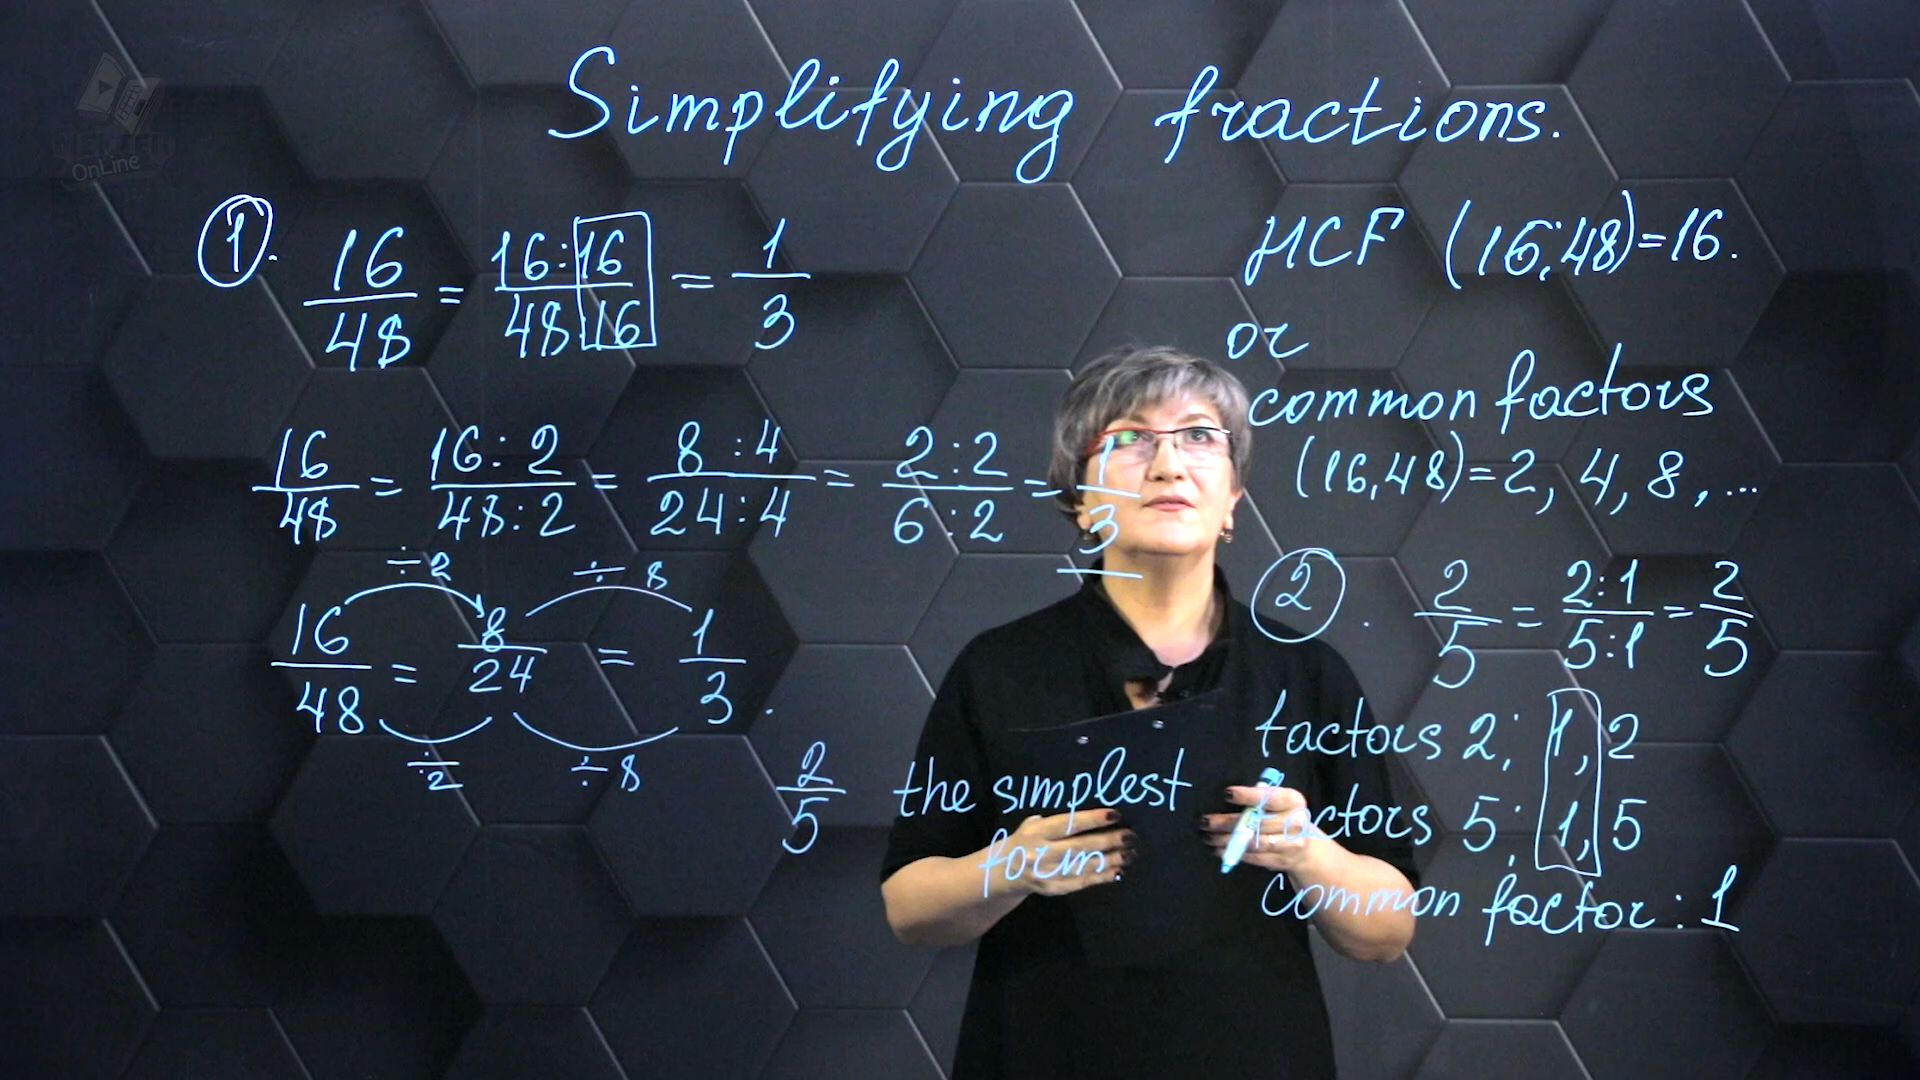 Simplifying fractions.
1. 16/48 = 16:16/48:16 = 1/3
HCF (16;48)=16.
or
common factors
(16,48)=2, 4, 8, ...
16/48 = 16:2/48:2 = 8:4/24:4 = 2:2/6:2 = 1/3
÷2 ÷8
16/48 = 8/24 = 1/3.
÷2 ÷8
2. 2/5 = 2:1/5:1 = 2/5
factors 2; 1, 2
factors 5; 1, 5
common factor: 1
2/5 the simplest
form.
OnLine